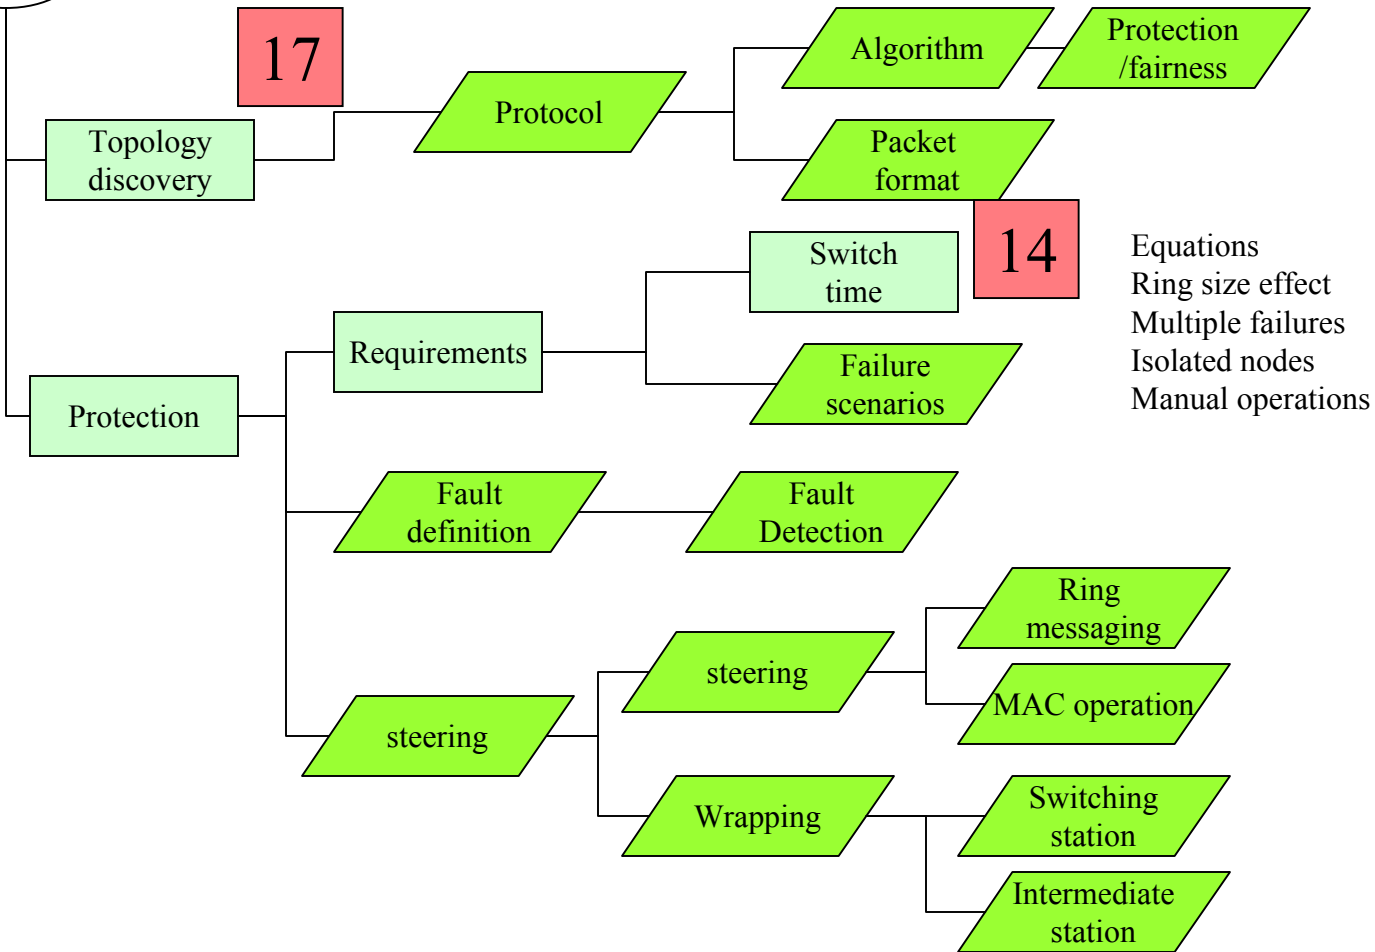 17
Algorithm
Protection
/fairness
Protocol
Topology
discovery
Packet
format
Switch
time
14
Equations
Ring size effect
Multiple failures
Isolated nodes
Manual operations
Requirements
Failure
scenarios
Protection
Fault
definition
Fault
Detection
Ring
messaging
steering
MAC operation
steering
Wrapping
Switching
station
Intermediate
station